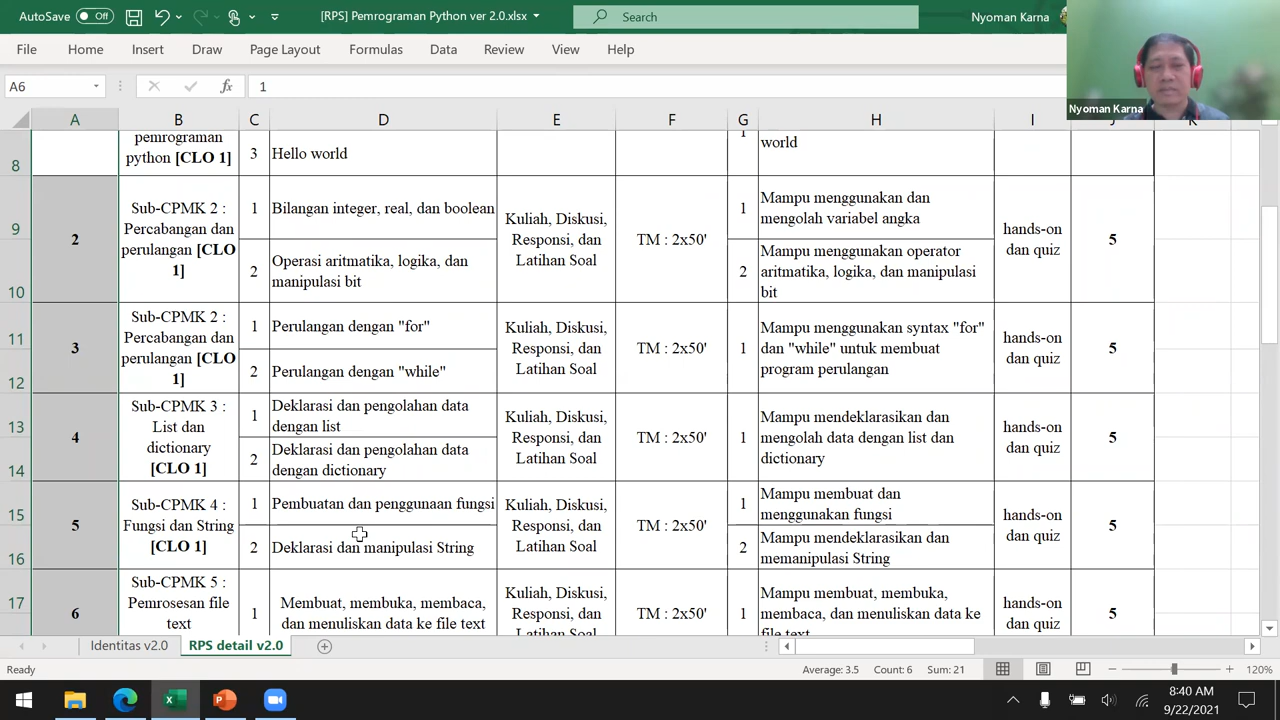 AutoSave Off
[RPS] Pemrograman Python ver 2.0.xlsx
Search
Nyoman Karna
File Home Insert Draw Page Layout Formulas Data Review View Help
Nyoman Karna
A6
fx
1
A B C D E F G H I J K
8
pemrograman
python [CLO 1]
3
Hello world
1
world
9
10
2
Sub-CPMK 2 :
Percabangan dan
perulangan [CLO
1]
1
Bilangan integer, real, dan boolean
2
Operasi aritmatika, logika, dan
manipulasi bit
Kuliah, Diskusi,
Responsi, dan
Latihan Soal
TM : 2x50'
1
Mampu menggunakan dan
mengolah variabel angka
2
Mampu menggunakan operator
aritmatika, logika, dan manipulasi
bit
hands-on
dan quiz
5
11
12
3
Sub-CPMK 2 :
Percabangan dan
perulangan [CLO
1]
1
Perulangan dengan "for"
2
Perulangan dengan "while"
Kuliah, Diskusi,
Responsi, dan
Latihan Soal
TM : 2x50'
1
Mampu menggunakan syntax "for"
dan "while" untuk membuat
program perulangan
hands-on
dan quiz
5
13
14
4
Sub-CPMK 3 :
List dan
dictionary
[CLO 1]
1
Deklarasi dan pengolahan data
dengan list
2
Deklarasi dan pengolahan data
dengan dictionary
Kuliah, Diskusi,
Responsi, dan
Latihan Soal
TM : 2x50'
1
Mampu mendeklarasikan dan
mengolah data dengan list dan
dictionary
hands-on
dan quiz
5
15
16
5
Sub-CPMK 4 :
Fungsi dan String
[CLO 1]
1
Pembuatan dan penggunaan fungsi
2
Deklarasi dan manipulasi String
Kuliah, Diskusi,
Responsi, dan
Latihan Soal
TM : 2x50'
1
Mampu membuat dan
menggunakan fungsi
2
Mampu mendeklarasikan dan
memanipulasi String
hands-on
dan quiz
5
17
6
Sub-CPMK 5 :
Pemrosesan file
text
1
Membuat, membuka, membaca,
dan menuliskan data ke file text
Kuliah, Diskusi,
Responsi, dan
Latihan Soal
TM : 2x50'
1
Mampu membuat, membuka,
membaca, dan menuliskan data ke
file text
hands-on
dan quiz
5
Identitas v2.0 RPS detail v2.0
Ready
Average: 3.5 Count: 6 Sum: 21
120%
8:40 AM
9/22/2021